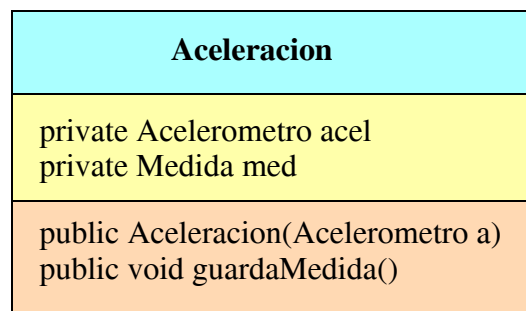 Aceleracion
private Acelerometro acel
private Medida med
public Aceleracion(Acelerometro a)
public void guardaMedida()